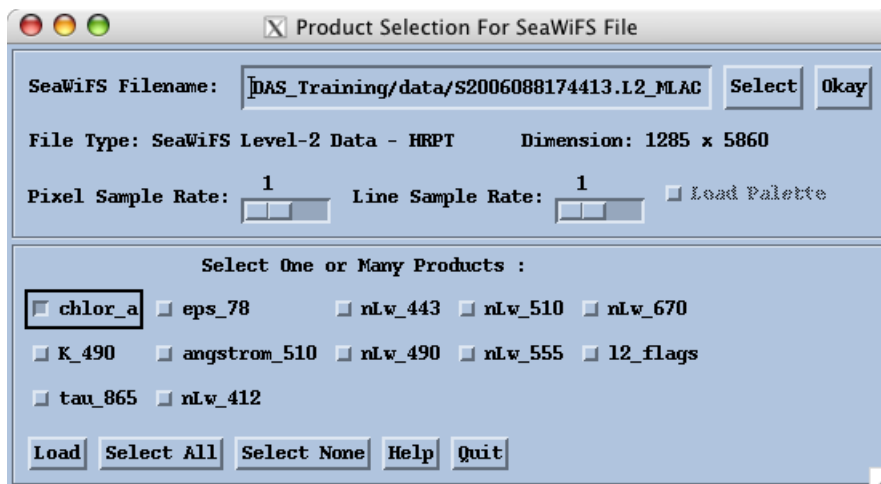 Product Selection For SeaWiFS File
SeaWiFS Filename: DAS_Training/data/S2006088174413.L2_MLAC Select Okay
File Type: SeaWiFS Level-2 Data - HRPT Dimension: 1285 x 5860
Pixel Sample Rate: 1 Line Sample Rate: 1 Load Palette
Select One or Many Products :
chlor_a eps_78 nLw_443 nLw_510 nLw_670
K_490 angstrom_510 nLw_490 nLw_555 l2_flags
tau_865 nLw_412
Load Select All Select None Help Quit